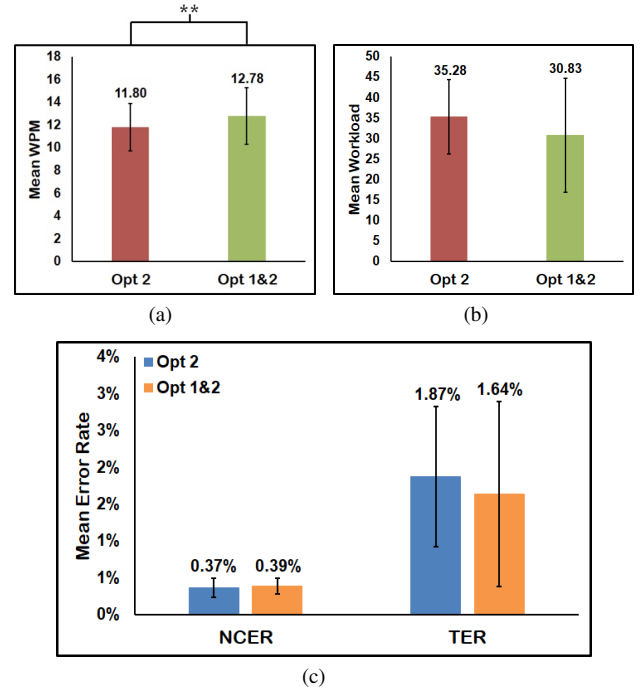 **
18
16
14
12
10
8
6
4
2
0
Mean WPM
11.80
12.78
Opt 2
Opt 1&2
(a)
50
45
40
35
30
25
20
15
10
5
0
Mean Workload
35.28
30.83
Opt 2
Opt 1&2
(b)
4%
3%
3%
2%
2%
1%
1%
0%
Mean Error Rate
Opt 2
Opt 1&2
0.37%
0.39%
1.87%
1.64%
NCER
TER
(c)